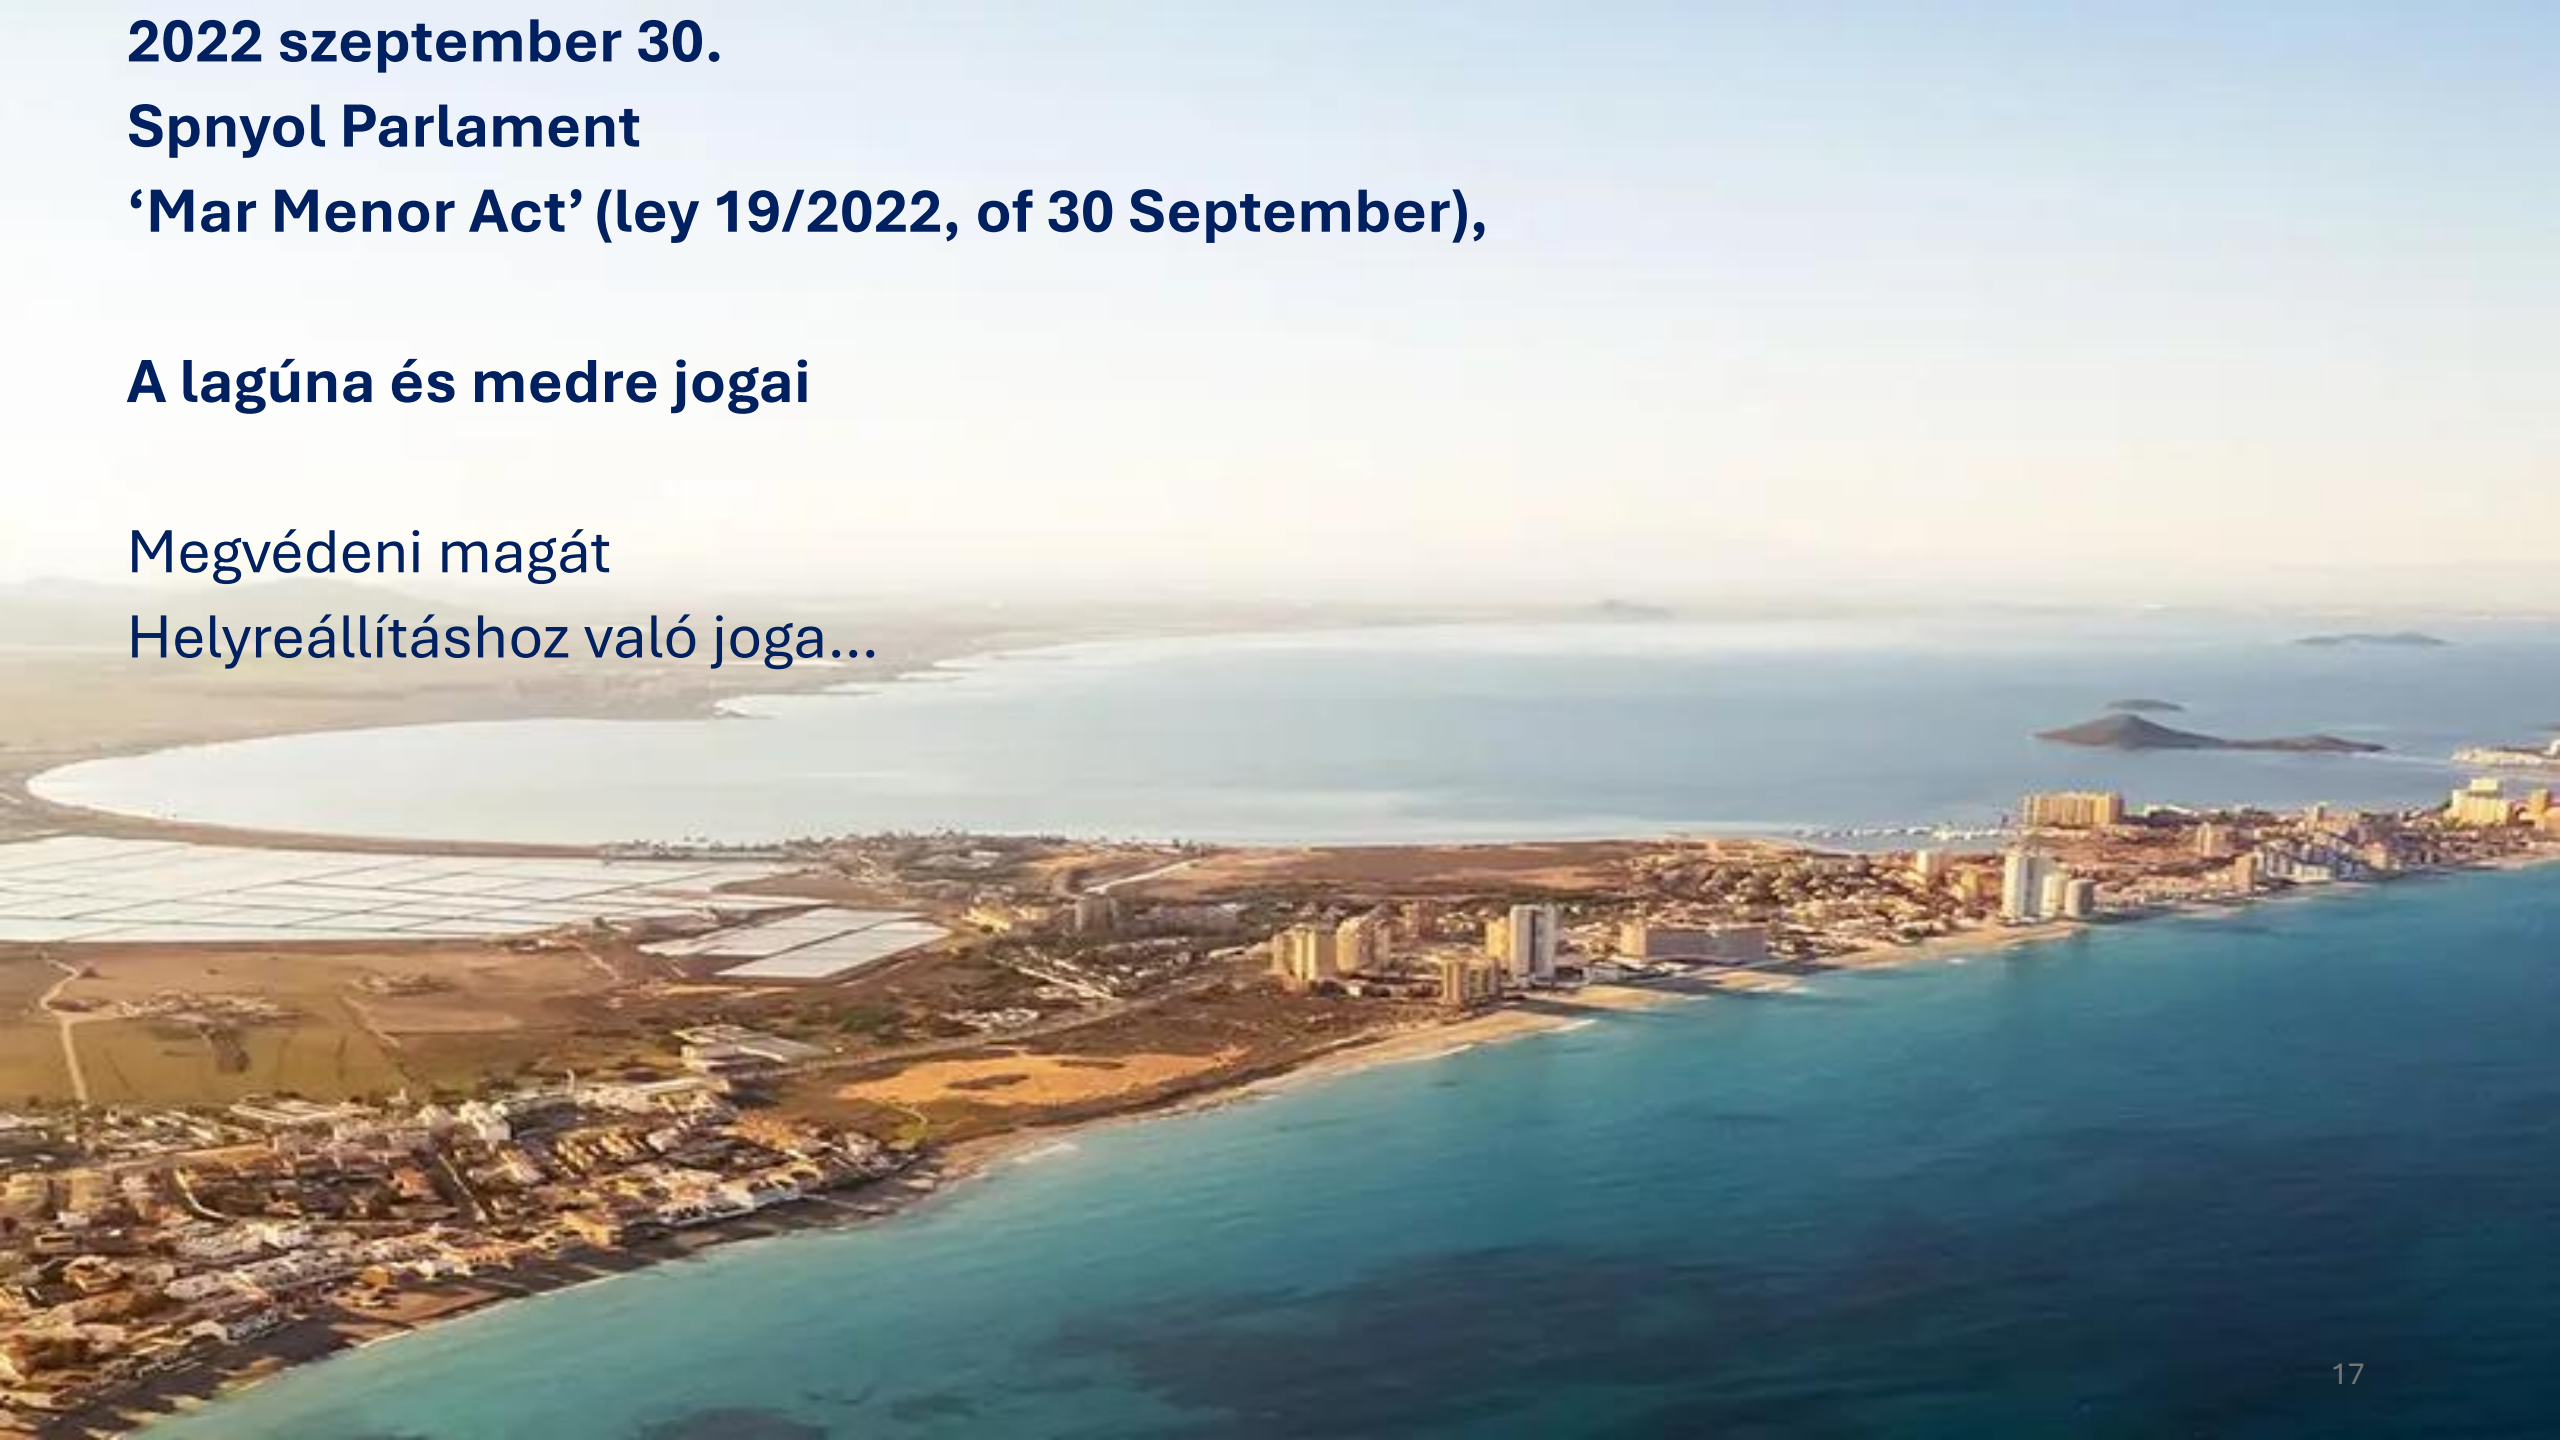 2022 szeptember 30.
Spnyol Parlament
‘Mar Menor Act’ (ley 19/2022, of 30 September),
A lagúna és medre jogai
Megvédeni magát
Helyreállításhoz való joga…
17